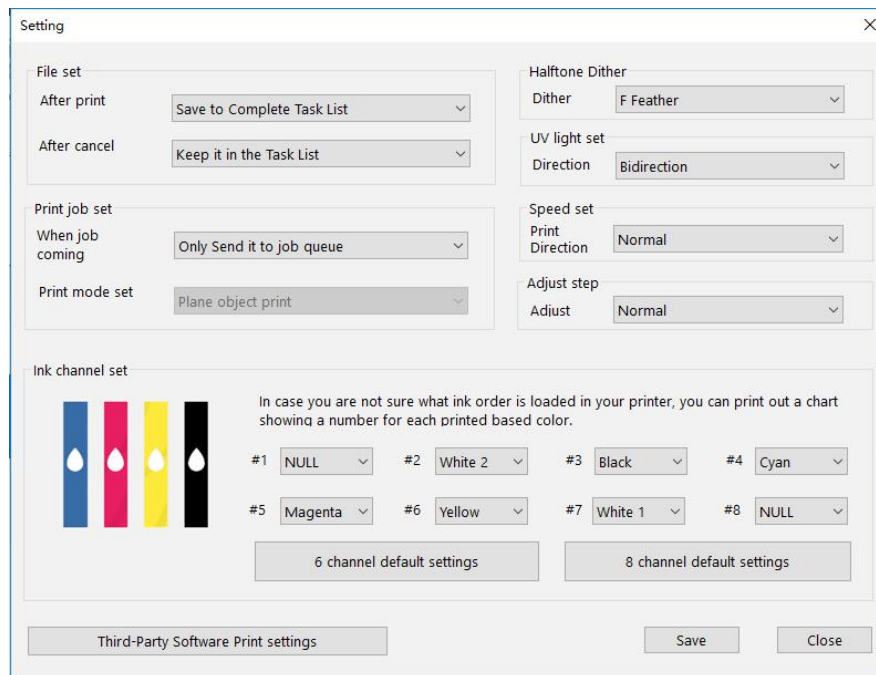 Setting
File set
After print
Save to Complete Task List
After cancel
Keep it in the Task List
Print job set
When job
coming
Only Send it to job queue
Print mode set
Plane object print
Halftone Dither
Dither
F Feather
UV light set
Direction
Bidirection
Speed set
Print
Direction
Normal
Adjust step
Adjust
Normal
Ink channel set
In case you are not sure what ink order is loaded in your printer, you can print out a chart
showing a number for each printed based color.
#1 NULL #2 White 2 #3 Black #4 Cyan
#5 Magenta #6 Yellow #7 White 1 #8 NULL
6 channel default settings
8 channel default settings
Third-Party Software Print settings
Save
Close